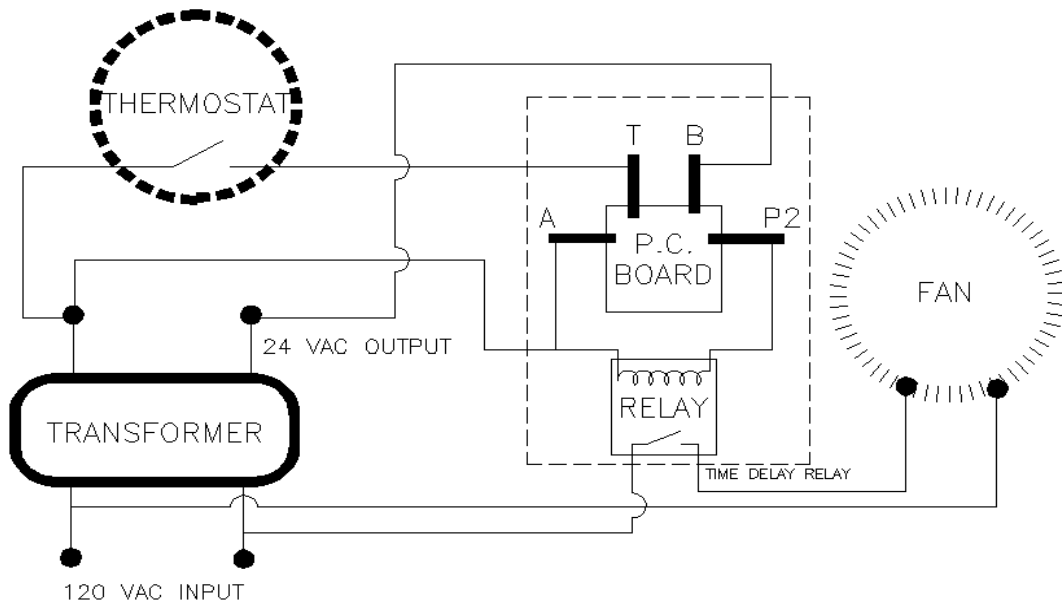 THERMOSTAT
T B
A P2
P.C.
BOARD
FAN
24 VAC OUTPUT
TRANSFORMER
RELAY
TIME DELAY RELAY
120 VAC INPUT